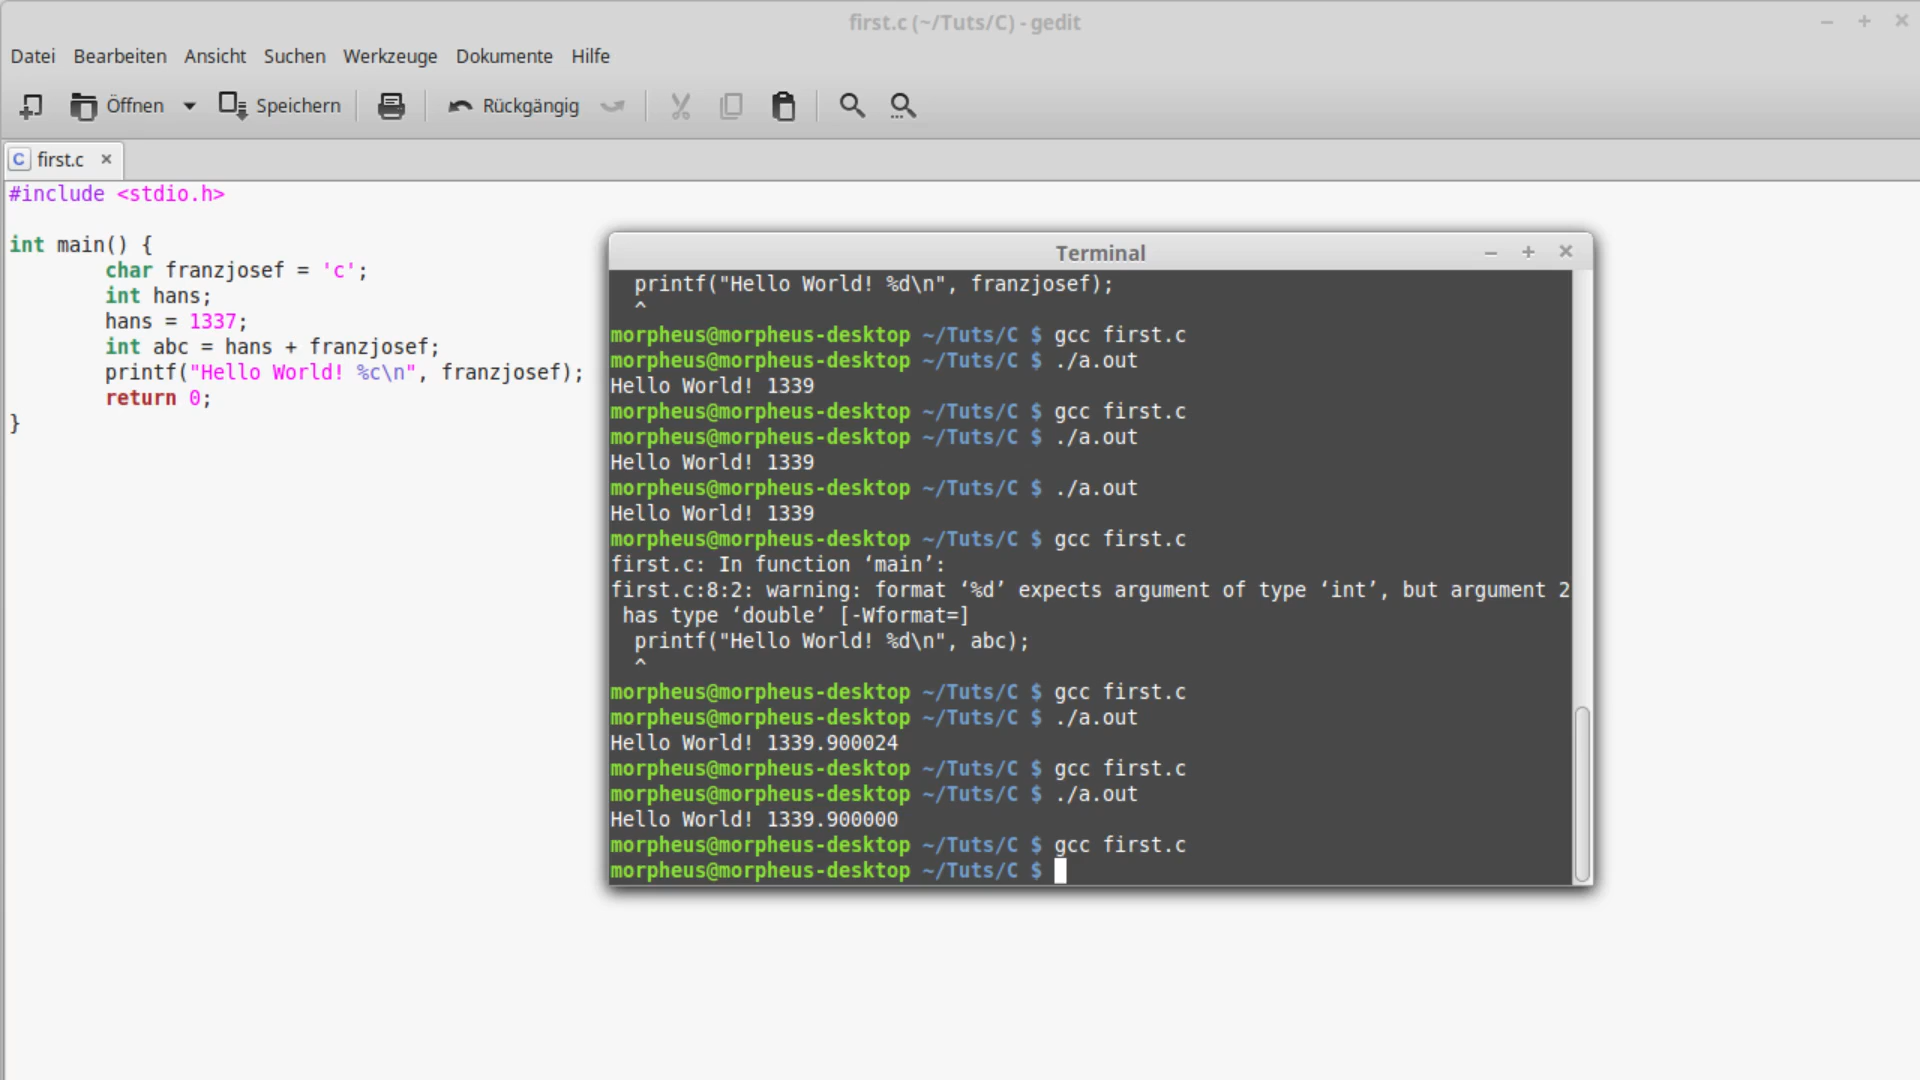 first.c (~/Tuts/C) - gedit
Datei Bearbeiten Ansicht Suchen Werkzeuge Dokumente Hilfe
Öffnen Speichern Rückgängig
C first.c
#include <stdio.h>
int main() {
char franzjosef = 'c';
int hans;
hans = 1337;
int abc = hans + franzjosef;
printf("Hello World! %c\n", franzjosef);
return 0;
}
Terminal
printf("Hello World! %d\n", franzjosef);
^
morpheus@morpheus-desktop ~/Tuts/C $ gcc first.c
morpheus@morpheus-desktop ~/Tuts/C $ ./a.out
Hello World! 1339
morpheus@morpheus-desktop ~/Tuts/C $ gcc first.c
morpheus@morpheus-desktop ~/Tuts/C $ ./a.out
Hello World! 1339
morpheus@morpheus-desktop ~/Tuts/C $ ./a.out
Hello World! 1339
morpheus@morpheus-desktop ~/Tuts/C $ gcc first.c
first.c: In function ‘main’:
first.c:8:2: warning: format ‘%d’ expects argument of type ‘int’, but argument 2
has type ‘double’ [-Wformat=]
printf("Hello World! %d\n", abc);
^
morpheus@morpheus-desktop ~/Tuts/C $ gcc first.c
morpheus@morpheus-desktop ~/Tuts/C $ ./a.out
Hello World! 1339.900024
morpheus@morpheus-desktop ~/Tuts/C $ gcc first.c
morpheus@morpheus-desktop ~/Tuts/C $ ./a.out
Hello World! 1339.900000
morpheus@morpheus-desktop ~/Tuts/C $ gcc first.c
morpheus@morpheus-desktop ~/Tuts/C $